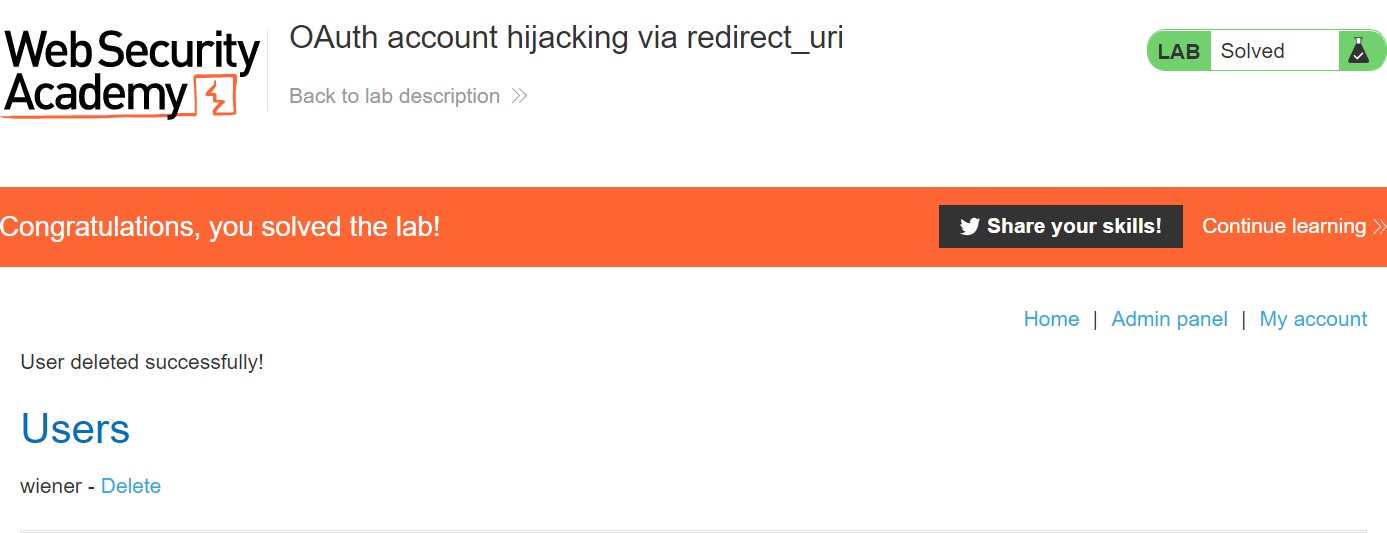 Web Security
Academy
OAuth account hijacking via redirect_uri
Back to lab description
LAB Solved
Congratulations, you solved the lab!
Share your skills! Continue learning
Home | Admin panel | My account
User deleted successfully!
Users
wiener - Delete